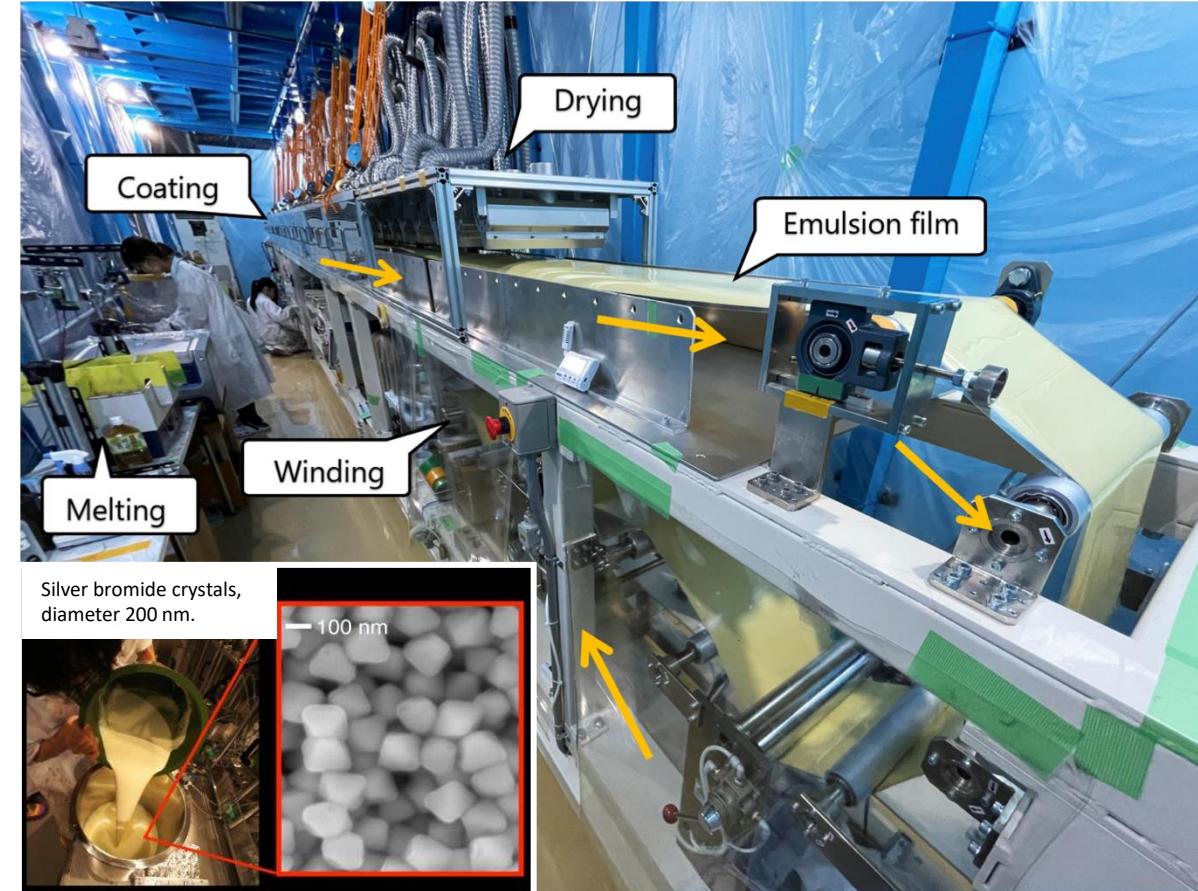 Drying
Coating
Emulsion film
Winding
Melting
Silver bromide crystals,
diameter 200 nm.
100 nm